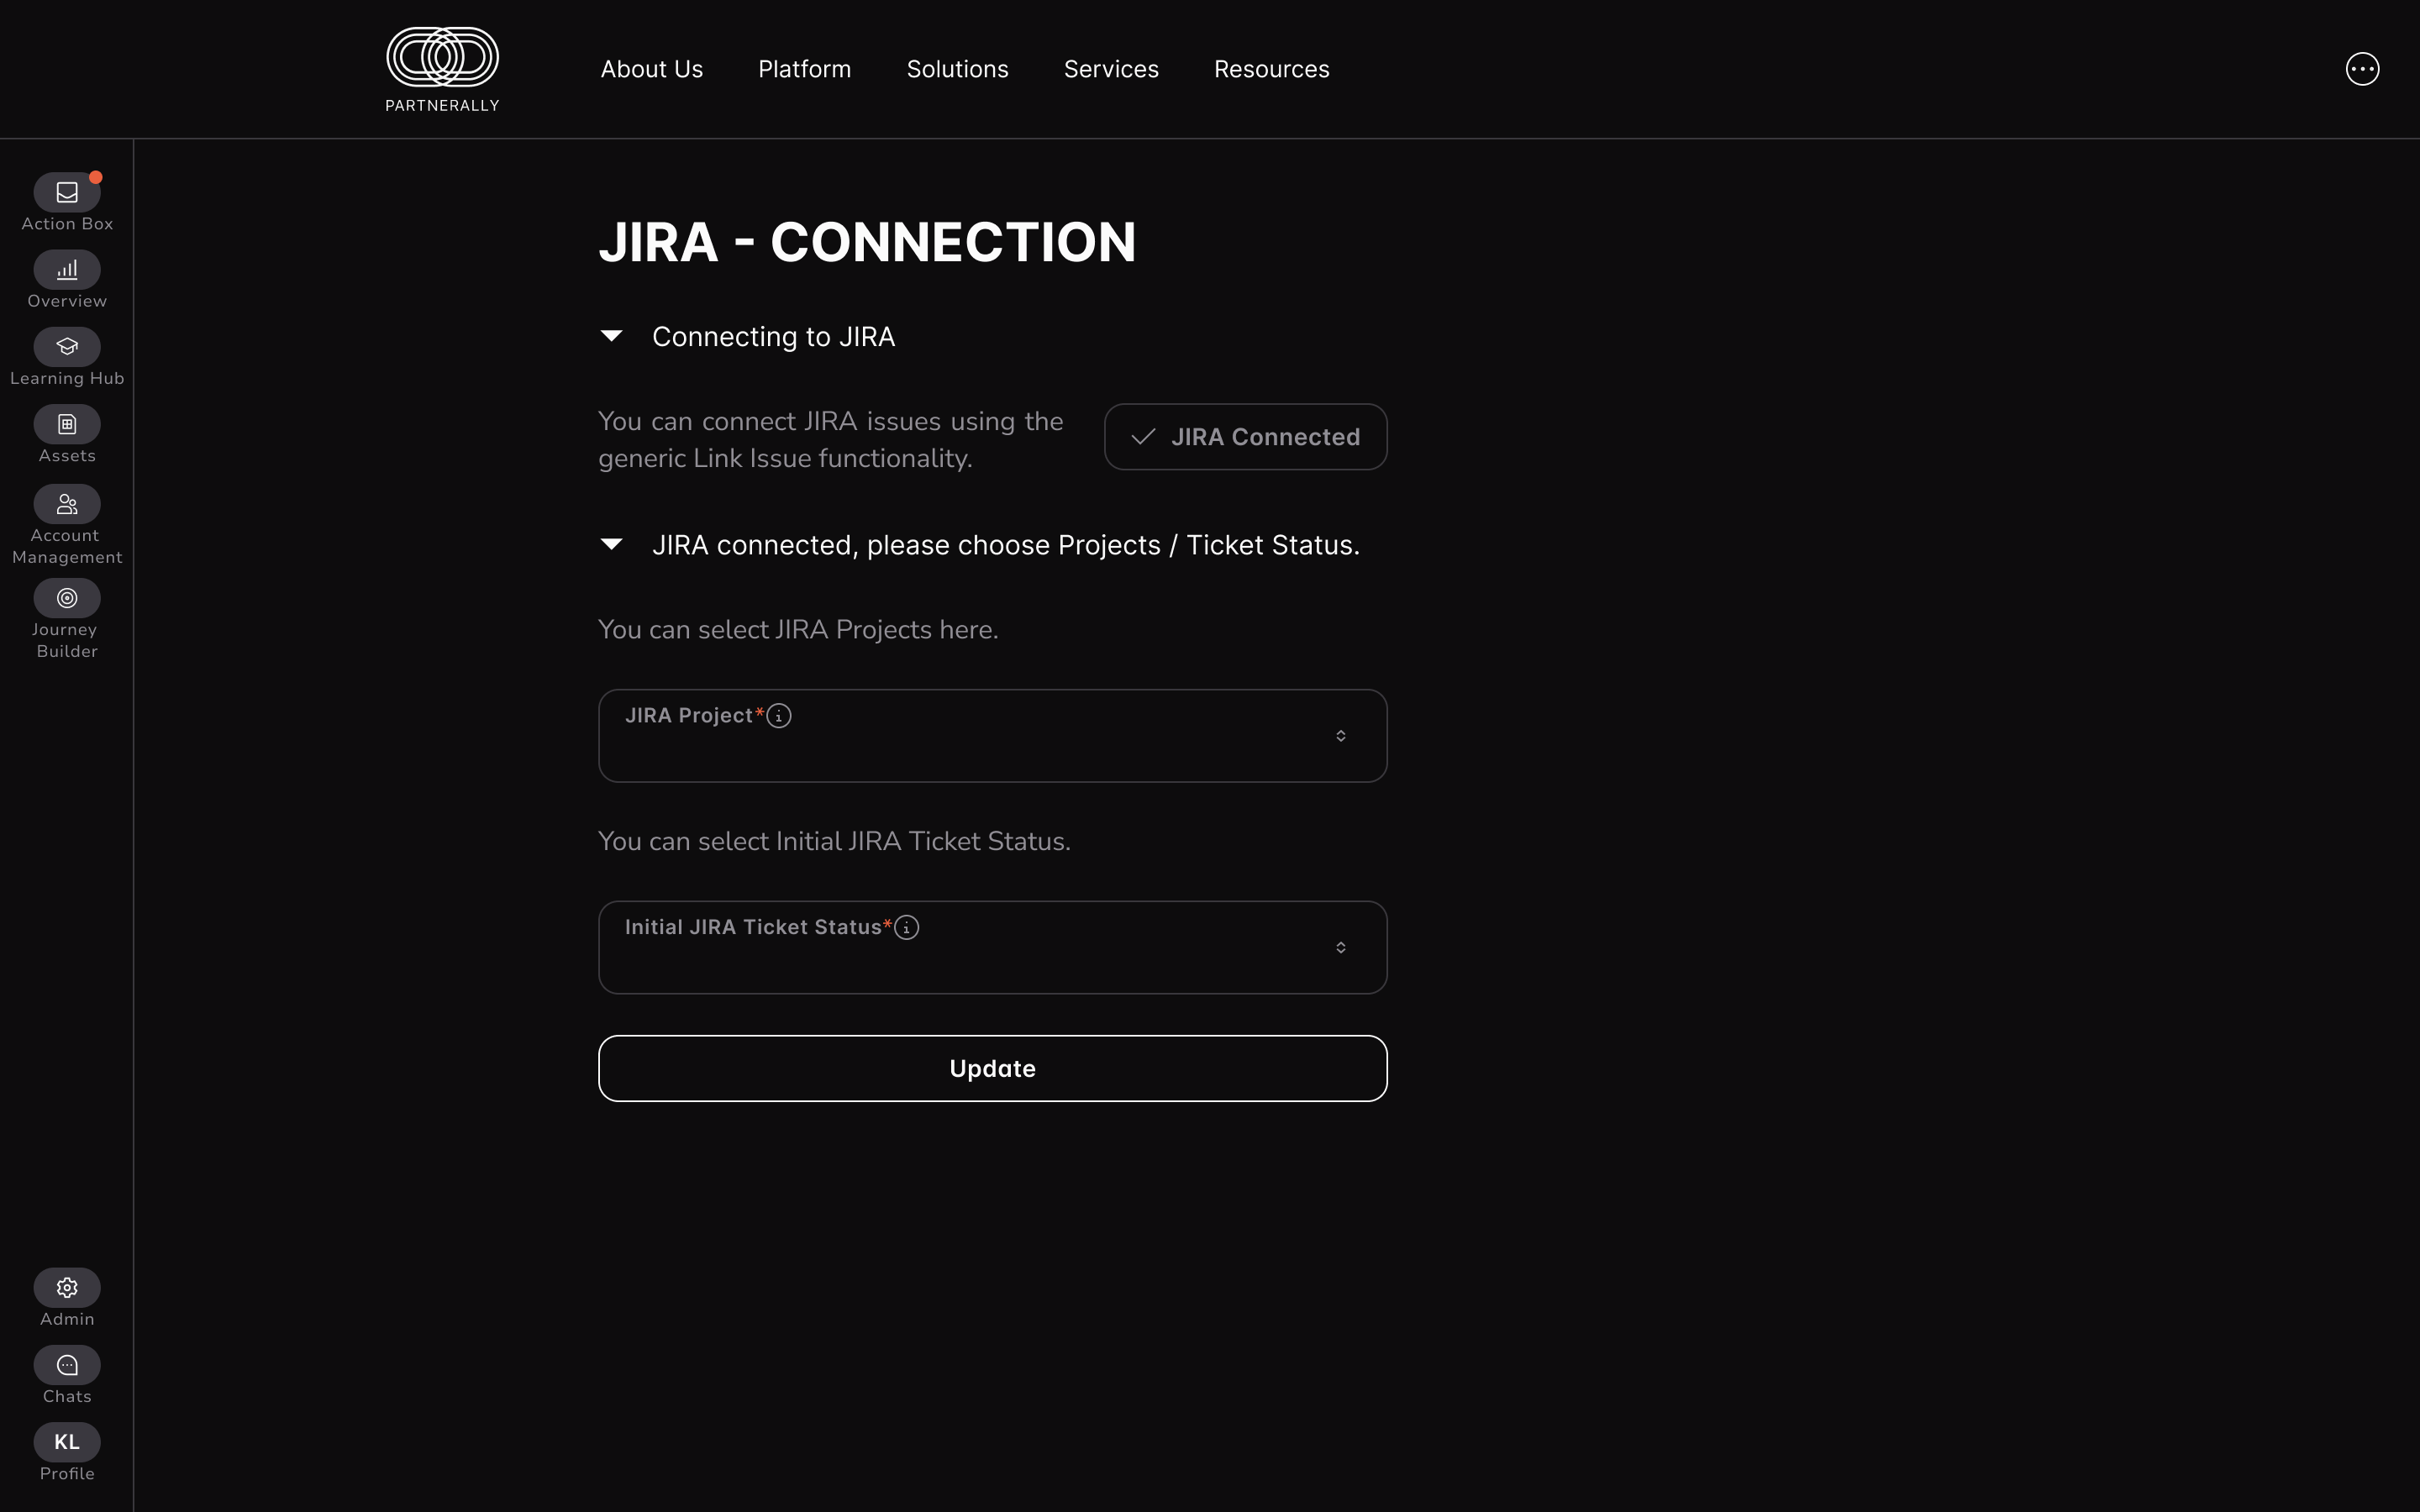 PARTNERALLY
About Us
Platform
Solutions
Services
Resources
Action Box
Overview
Learning Hub
Assets
Account
Management
Journey
Builder
Admin
Chats
KL
Profile
JIRA - CONNECTION
Connecting to JIRA
You can connect JIRA issues using the
generic Link Issue functionality.
JIRA Connected
JIRA connected, please choose Projects / Ticket Status.
You can select JIRA Projects here.
JIRA Project*
You can select Initial JIRA Ticket Status.
Initial JIRA Ticket Status*
Update